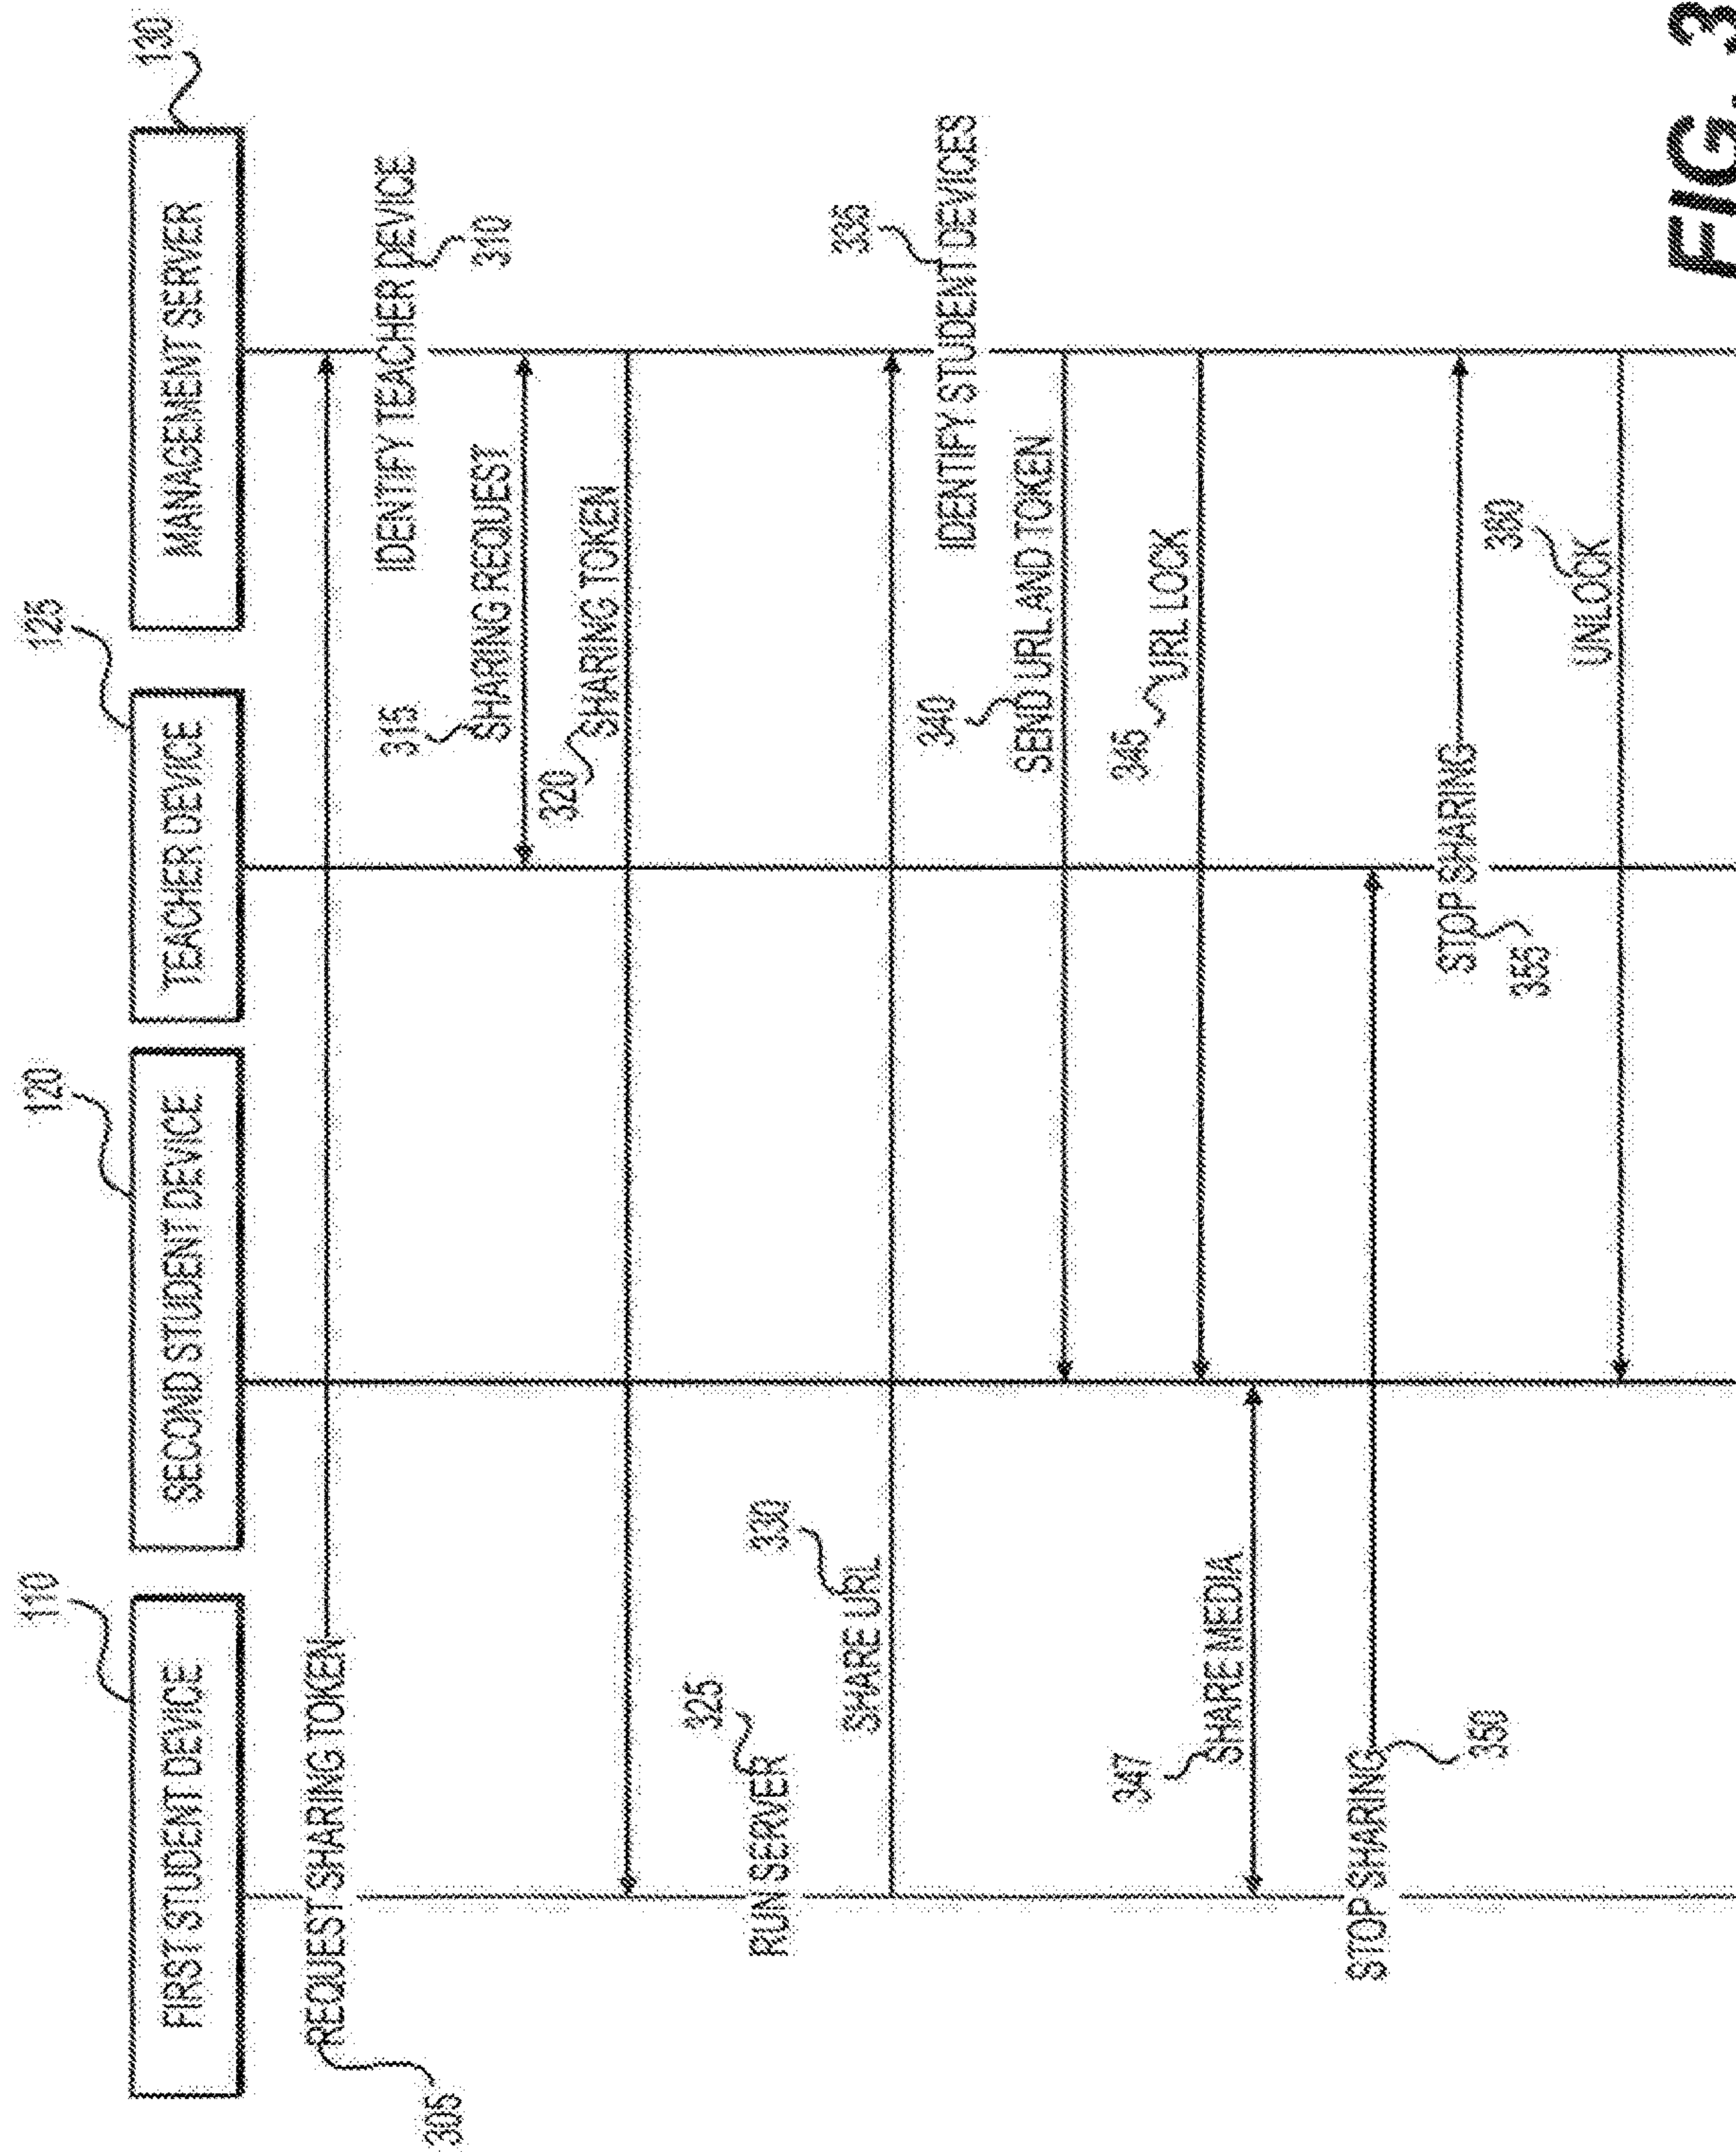 110
120
125
130
FIRST STUDENT DEVICE
SECOND STUDENT DEVICE
TEACHER DEVICE
MANAGEMENT SERVER
REQUEST SHARING TOKEN
305
IDENTIFY TEACHER DEVICE
310
315
SHARING REQUEST
320
SHARING TOKEN
325
RUN SERVER
330
SHARE URL
335
IDENTIFY STUDENT DEVICES
340
SEND URL AND TOKEN
345
URL LOCK
347
SHARE MEDIA
STOP SHARING
350
STOP SHARING
355
360
UNLOCK
FIG. 3